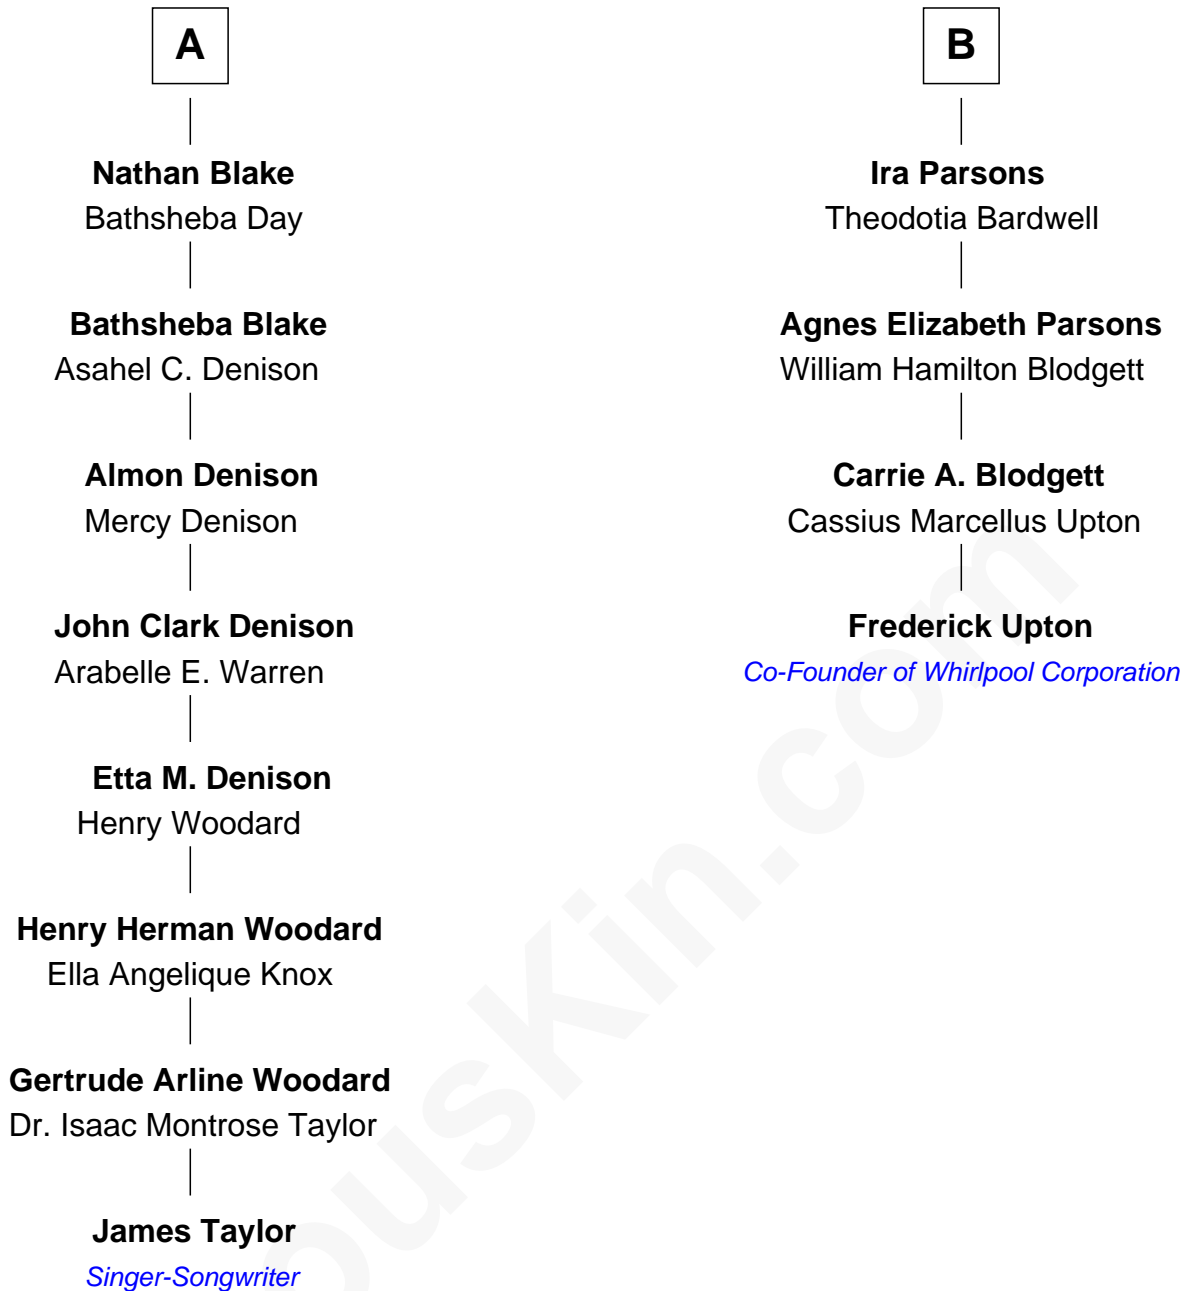 A
Nathan Blake
Bathsheba Day
Bathsheba Blake
Asahel C. Denison
Almon Denison
Mercy Denison
John Clark Denison
Arabelle E. Warren
Etta M. Denison
Henry Woodard
Henry Herman Woodard
Ella Angelique Knox
Gertrude Arline Woodard
Dr. Isaac Montrose Taylor
James Taylor
Singer-Songwriter
B
Ira Parsons
Theodotia Bardwell
Agnes Elizabeth Parsons
William Hamilton Blodgett
Carrie A. Blodgett
Cassius Marcellus Upton
Frederick Upton
Co-Founder of Whirlpool Corporation
ousKin.com